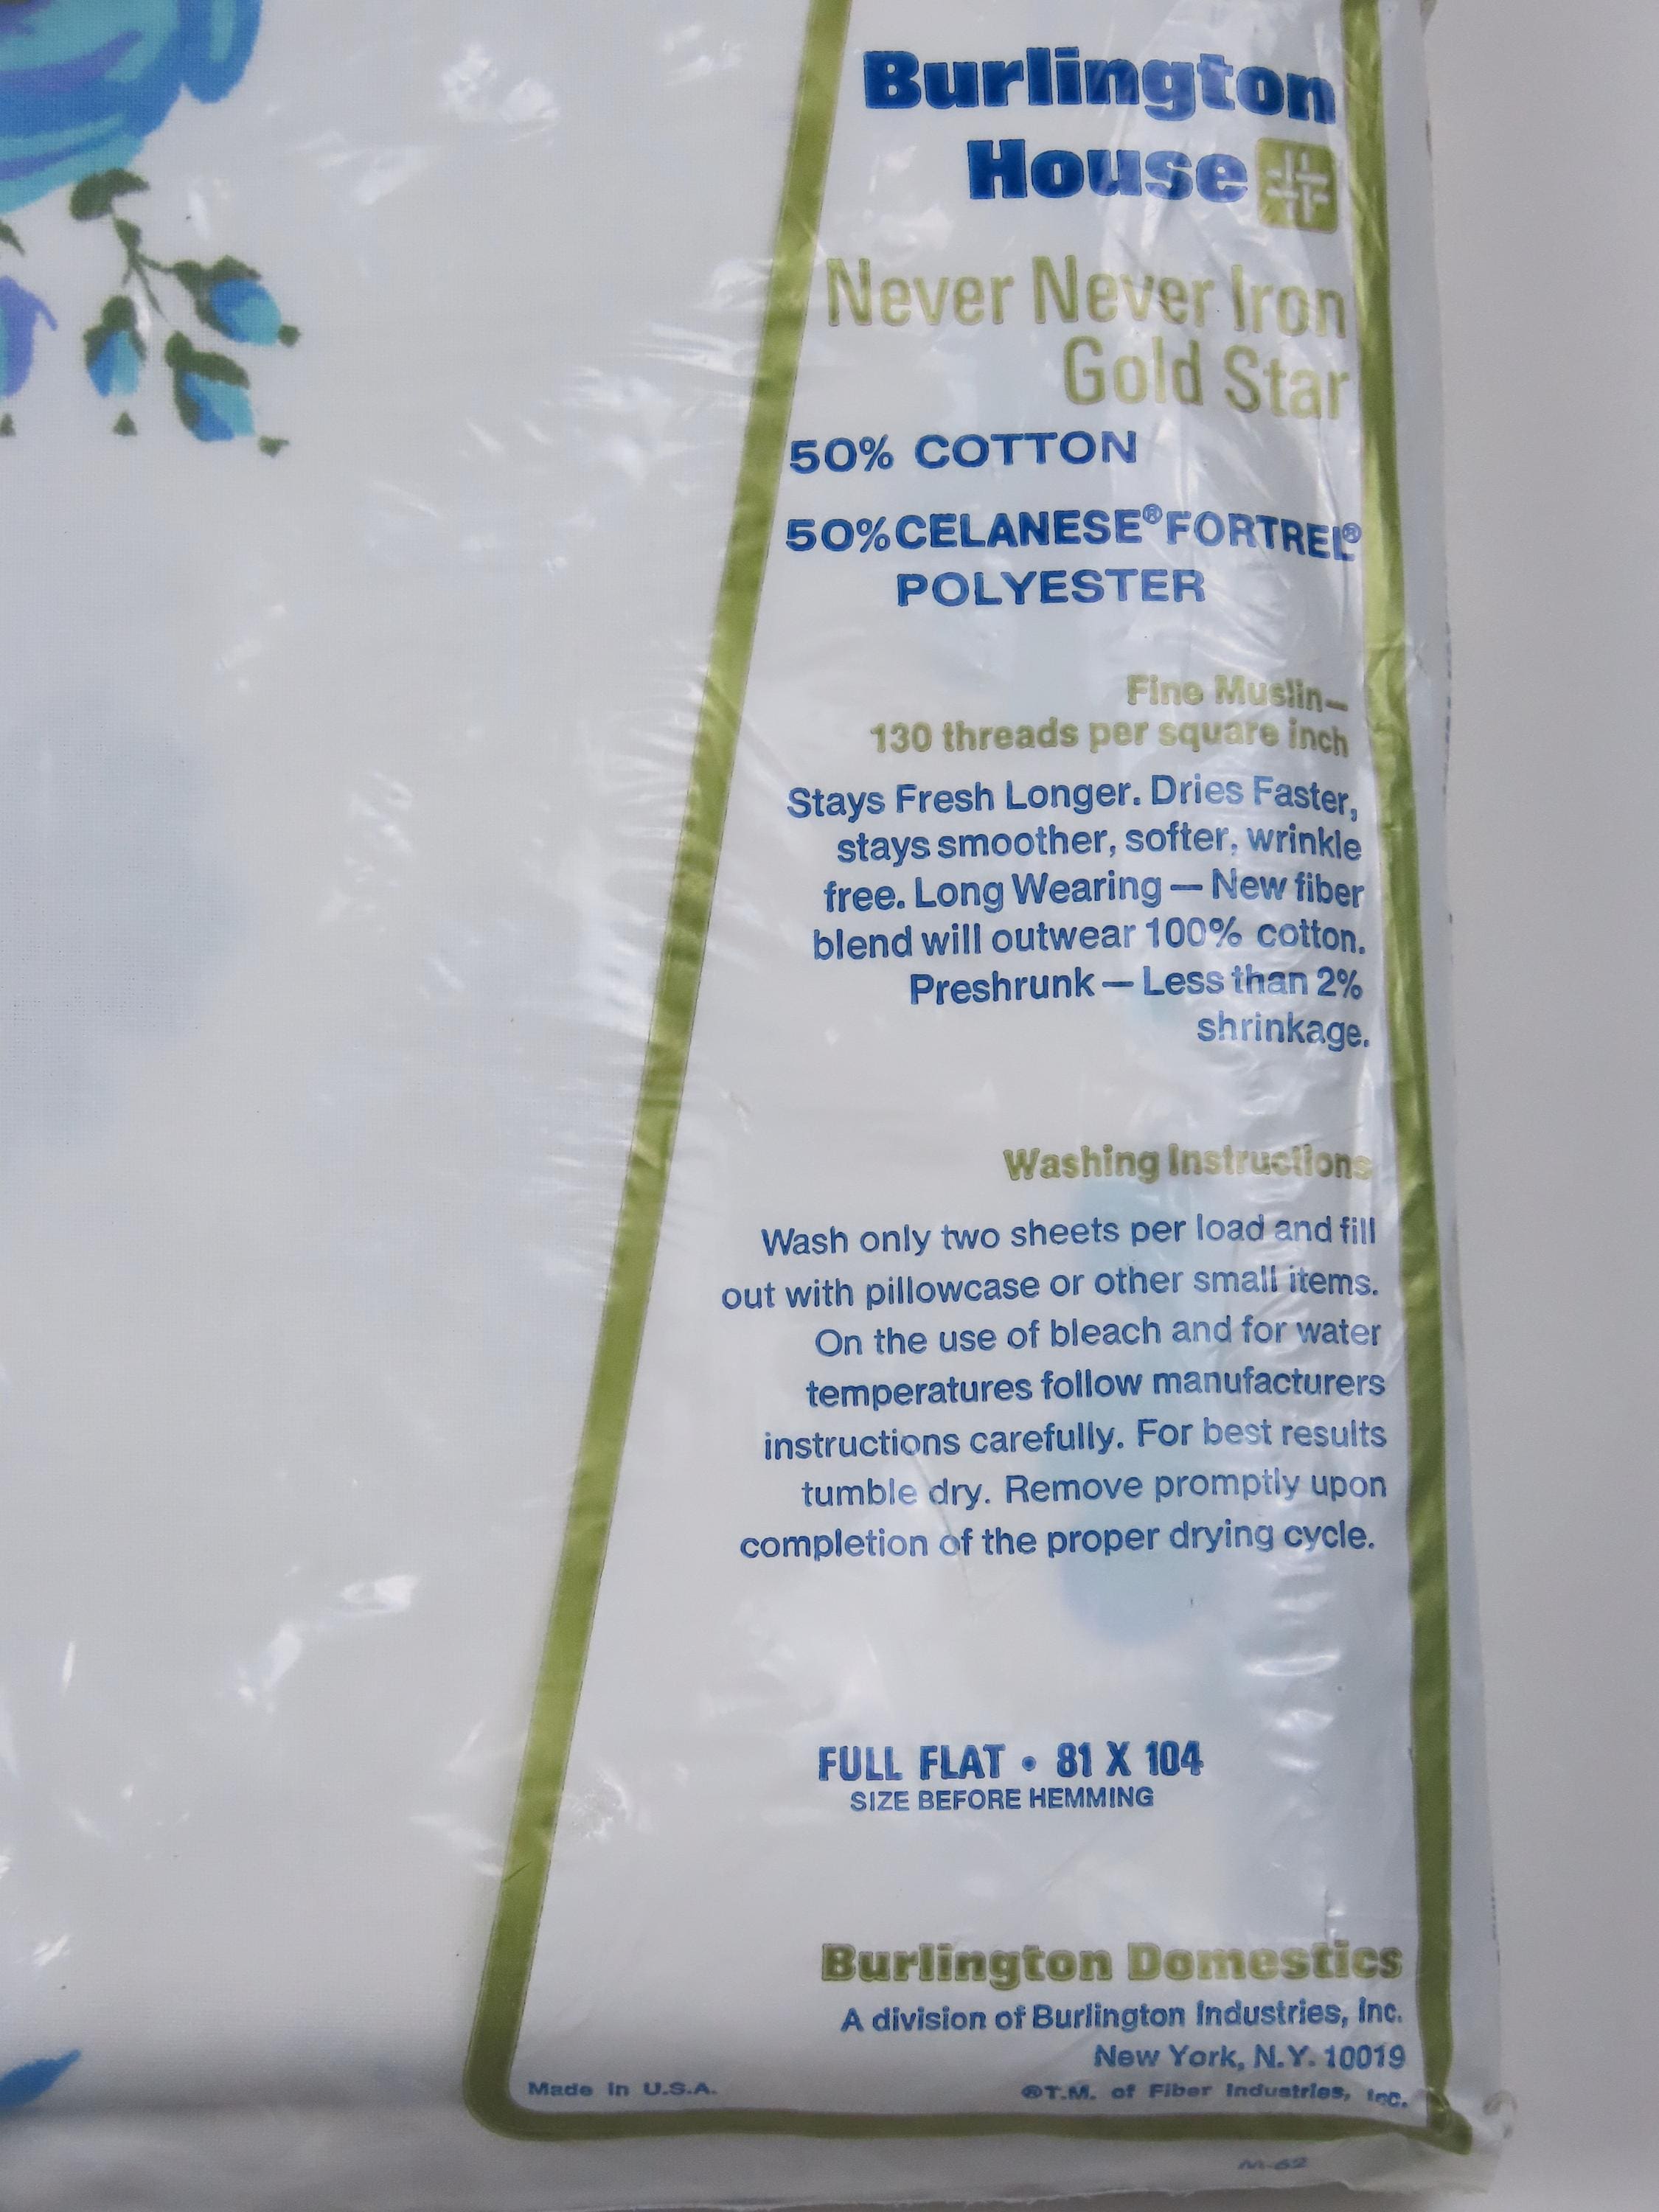 Burlington
House
Never Never Iron
Gold Star
50% COTTON
50% CELANESE® FORTREL®
POLYESTER
Fine Muslin—
130 threads per square inch
Stays Fresh Longer. Dries Faster,
stays smoother, softer, wrinkle
free. Long Wearing — New fiber
blend will outwear 100% cotton.
Preshrunk — Less than 2%
shrinkage.
Washing Instructions
Wash only two sheets per load and fill
out with pillowcase or other small items.
On the use of bleach and for water
temperatures follow manufacturers
instructions carefully. For best results
tumble dry. Remove promptly upon
completion of the proper drying cycle.
FULL FLAT • 81 X 104
SIZE BEFORE HEMMING
Burlington Domestics
A division of Burlington Industries, Inc.
New York, N.Y. 10019
Made in U.S.A. ®T.M. of Fiber Industries, Inc.
M-62